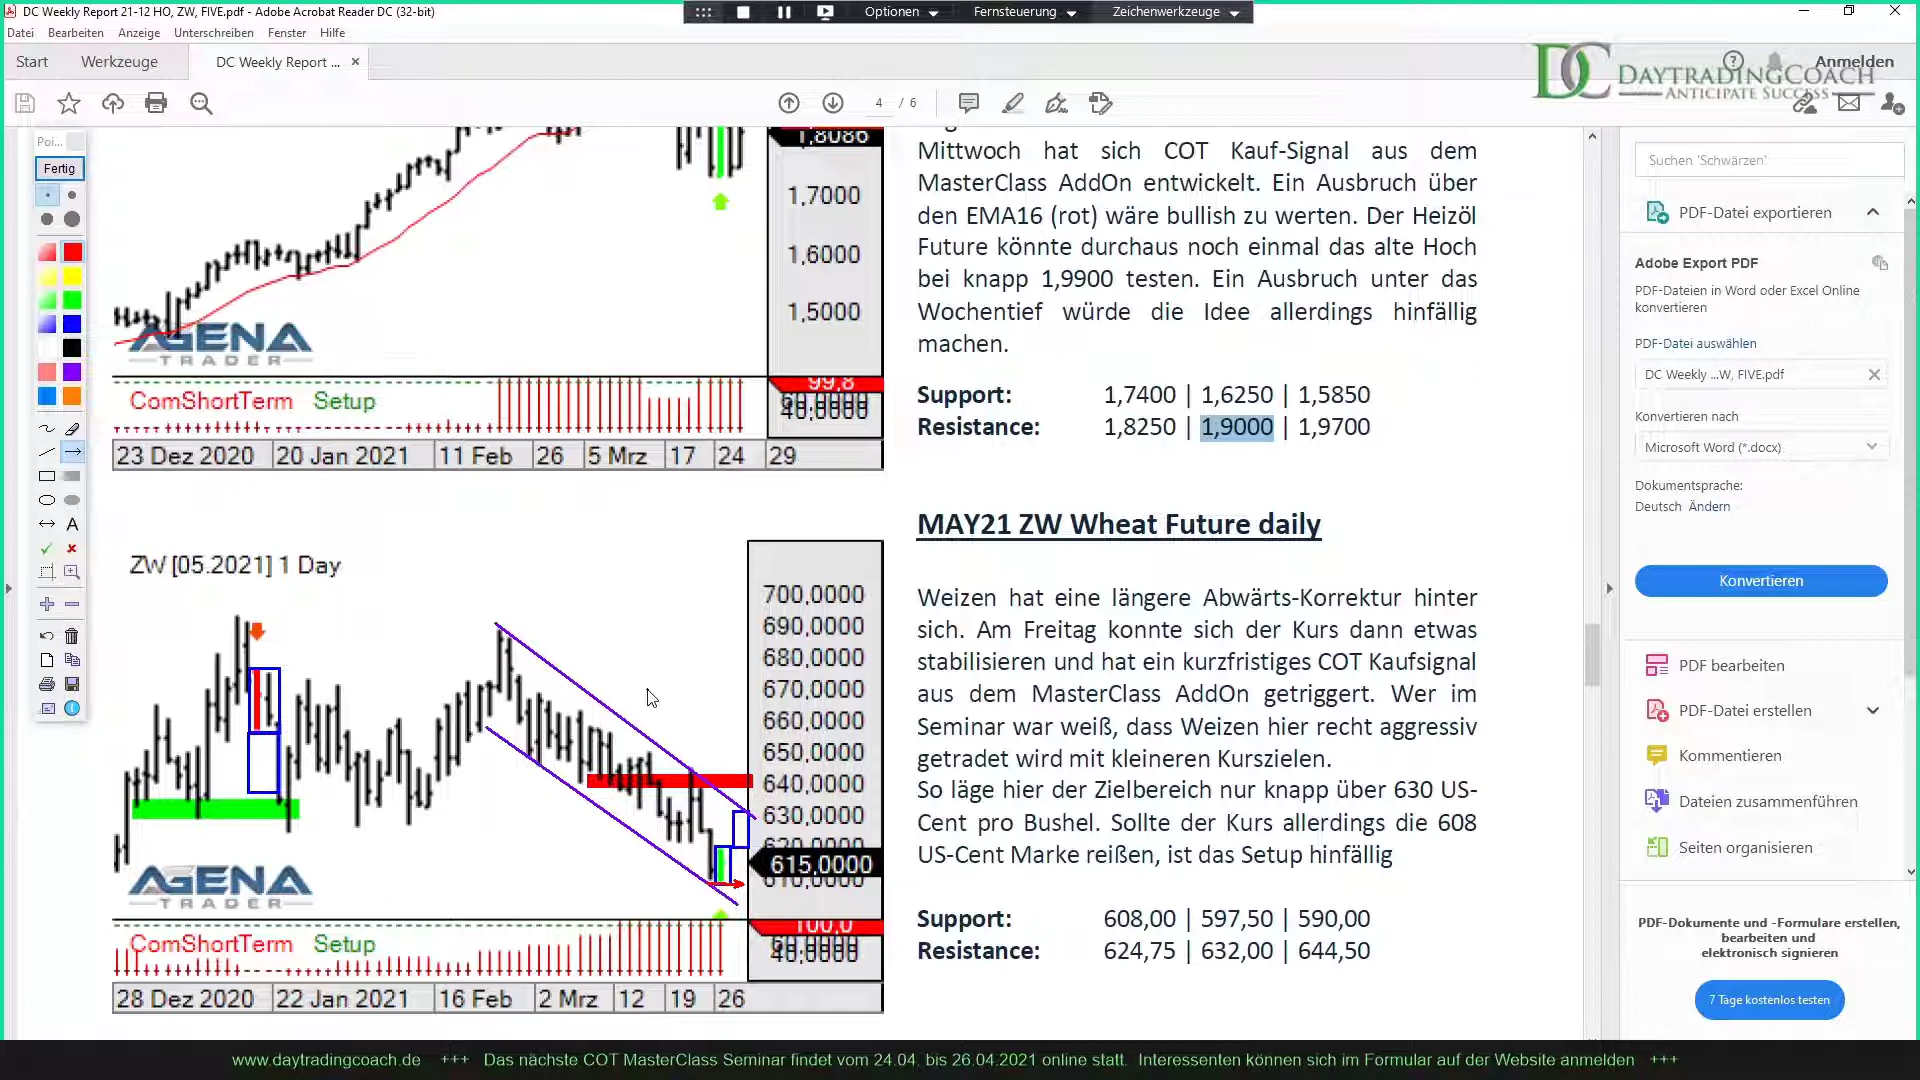 DC Weekly Report 21-12 HO, ZW, FIVE.pdf - Adobe Acrobat Reader DC (32-bit)
Optionen
Fernsteuerung
Zeichenwerkzeuge
Datei Bearbeiten Anzeige Unterschreiben Fenster Hilfe
Start Werkzeuge DC Weekly Report ... ×
Anmelden
DC DAYTRADINGCOACH
ANTICIPATE SUCCESS
4 / 6
Poi...
Fertig
1,8086
1,7000
1,6000
1,5000
AGENA
TRADER
ComShortTerm Setup
99,8
40,0000
23 Dez 2020 20 Jan 2021 11 Feb 26 5 Mrz 17 24 29
Mittwoch hat sich COT Kauf-Signal aus dem
MasterClass AddOn entwickelt. Ein Ausbruch über
den EMA16 (rot) wäre bullish zu werten. Der Heizöl
Future könnte durchaus noch einmal das alte Hoch
bei knapp 1,9900 testen. Ein Ausbruch unter das
Wochentief würde die Idee allerdings hinfällig
machen.
Support: 1,7400 | 1,6250 | 1,5850
Resistance: 1,8250 | 1,9000 | 1,9700
ZW [05.2021] 1 Day
700,0000
690,0000
680,0000
670,0000
660,0000
650,0000
640,0000
630,0000
620,0000
615,0000
610,0000
AGENA
TRADER
ComShortTerm Setup
100,0
40,0000
28 Dez 2020 22 Jan 2021 16 Feb 2 Mrz 12 19 26
MAY21 ZW Wheat Future daily
Weizen hat eine längere Abwärts-Korrektur hinter
sich. Am Freitag konnte sich der Kurs dann etwas
stabilisieren und hat ein kurzfristiges COT Kaufsignal
aus dem MasterClass AddOn getriggert. Wer im
Seminar war weiß, dass Weizen hier recht aggressiv
getradet wird mit kleineren Kurszielen.
So läge hier der Zielbereich nur knapp über 630 US-
Cent pro Bushel. Sollte der Kurs allerdings die 608
US-Cent Marke reißen, ist das Setup hinfällig
Support: 608,00 | 597,50 | 590,00
Resistance: 624,75 | 632,00 | 644,50
Suchen 'Schwärzen'
PDF-Datei exportieren
Adobe Export PDF
PDF-Dateien in Word oder Excel Online
konvertieren
PDF-Datei auswählen
DC Weekly ...W, FIVE.pdf
Konvertieren nach
Microsoft Word (*.docx)
Dokumentsprache:
Deutsch Ändern
Konvertieren
PDF bearbeiten
PDF-Datei erstellen
Kommentieren
Dateien zusammenführen
Seiten organisieren
PDF-Dokumente und -Formulare erstellen,
bearbeiten und
elektronisch signieren
7 Tage kostenlos testen
www.daytradingcoach.de +++ Das nächste COT MasterClass Seminar findet vom 24.04. bis 26.04.2021 online statt. Interessenten können sich im Formular auf der Website anmelden +++